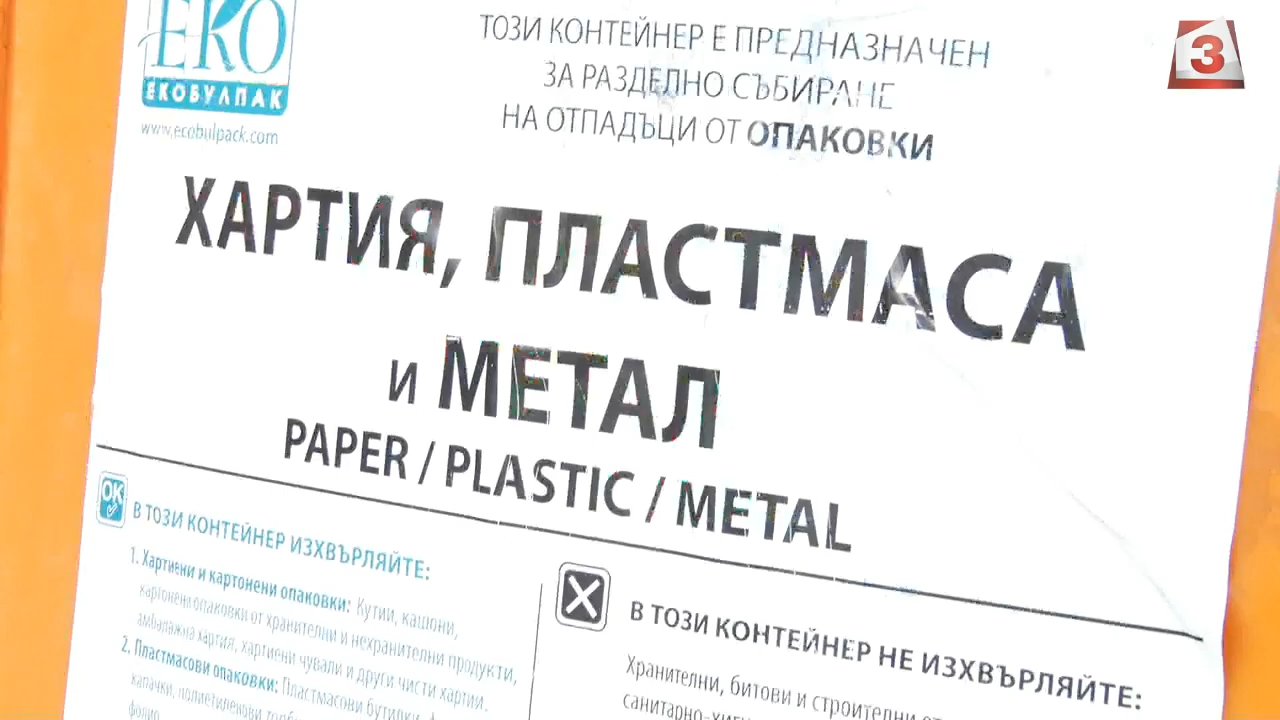 ЕКО
ЕКОБУЛПАК
www.ecobulpack.com
ТОЗИ КОНТЕЙНЕР Е ПРЕДНАЗНАЧЕН
ЗА РАЗДЕЛНО СЪБИРАНЕ
НА ОТПАДЪЦИ ОТ ОПАКОВКИ
3
ХАРТИЯ, ПЛАСТМАСА
и МЕТАЛ
PAPER / PLASTIC / METAL
OK
В ТОЗИ КОНТЕЙНЕР ИЗХВЪРЛЯЙТЕ:
1. Хартиени и картонени опаковки: Кутии, кашони,
картонени опаковки от хранителни и нехранителни продукти,
амбалажна хартия, хартиени чували и други чисти хартии.
2. Пластмасови опаковки: Пластмасови бутилки,
капачки, полиетиленови
фолио
В ТОЗИ КОНТЕЙНЕР НЕ ИЗХВЪРЛЯЙТЕ:
Хранителни, битови и строителни